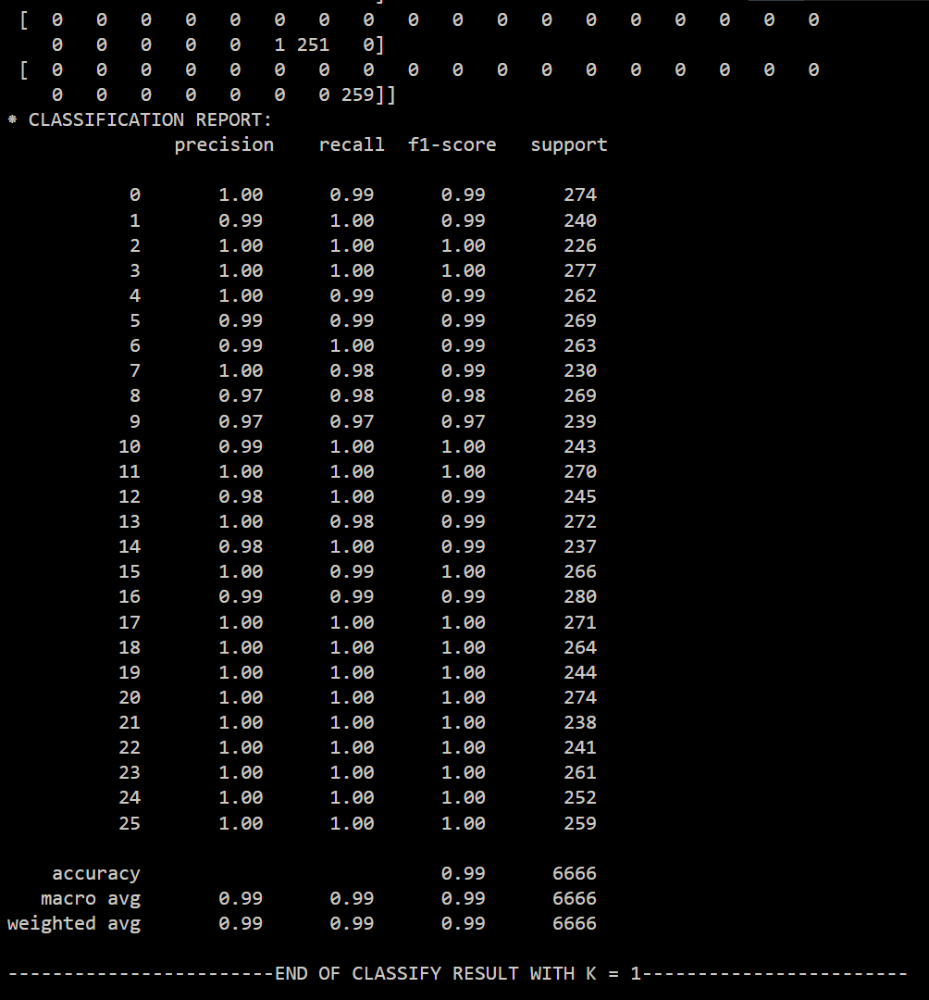 [  0   0   0   0   0   0   0   0   0   0   0   0   0   0   0   0   0   0
   0   0   0   0   0   1 251   0]
[  0   0   0   0   0   0   0   0   0   0   0   0   0   0   0   0   0   0
   0   0   0   0   0   0   0 259]]
* CLASSIFICATION REPORT:
precision    recall  f1-score   support
0       1.00      0.99      0.99       274
1       0.99      1.00      0.99       240
2       1.00      1.00      1.00       226
3       1.00      1.00      1.00       277
4       1.00      0.99      0.99       262
5       0.99      0.99      0.99       269
6       0.99      1.00      0.99       263
7       1.00      0.98      0.99       230
8       0.97      0.98      0.98       269
9       0.97      0.97      0.97       239
10       0.99      1.00      1.00       243
11       1.00      1.00      1.00       270
12       0.98      1.00      0.99       245
13       1.00      0.98      0.99       272
14       0.98      1.00      0.99       237
15       1.00      0.99      1.00       266
16       0.99      0.99      0.99       280
17       1.00      1.00      1.00       271
18       1.00      1.00      1.00       264
19       1.00      1.00      1.00       244
20       1.00      1.00      1.00       274
21       1.00      1.00      1.00       238
22       1.00      1.00      1.00       241
23       1.00      1.00      1.00       261
24       1.00      1.00      1.00       252
25       1.00      1.00      1.00       259
accuracy                           0.99      6666
macro avg       0.99      0.99      0.99      6666
weighted avg       0.99      0.99      0.99      6666
------------------------END OF CLASSIFY RESULT WITH K = 1------------------------